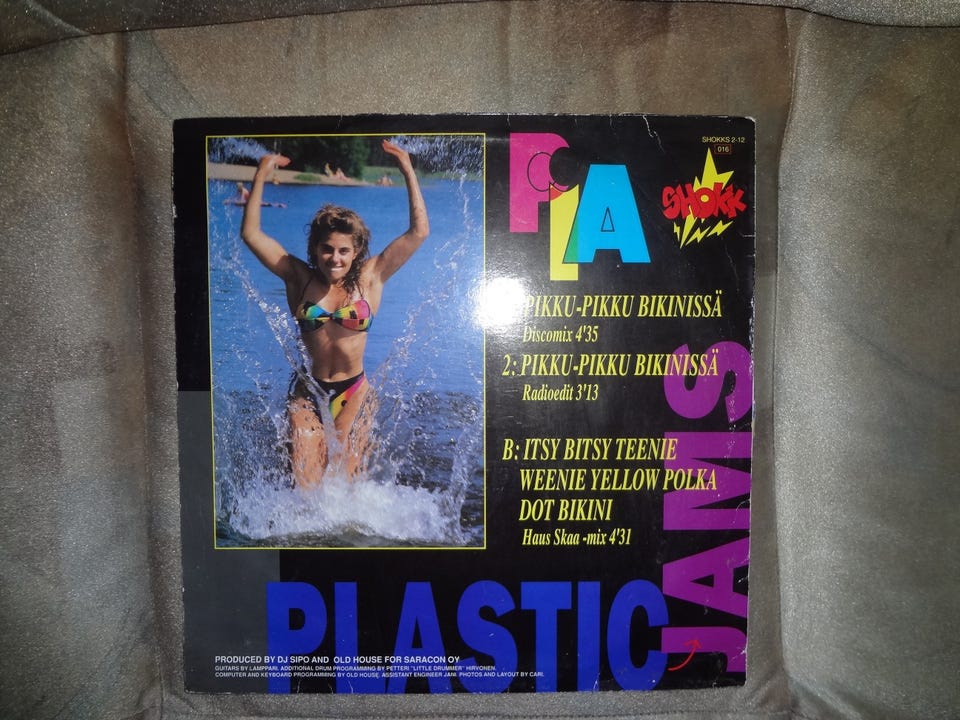 SHOKKS 2-12
016
PLA
SHOKK
PIKKU-PIKKU BIKINISSÄ
Discomix 4'35
2: PIKKU-PIKKU BIKINISSÄ
Radioedit 3'13
B: ITSY BITSY TEENIE
WEENIE YELLOW POLKA
DOT BIKINI
Haus Skaa -mix 4'31
PLASTIC
JAMS
PRODUCED BY DJ SIPO AND OLD HOUSE FOR SARACON OY
GUITARS BY LAMPPARI. ADDITIONAL DRUM PROGRAMMING BY PETTERI "LITTLE DRUMMER" HIRVONEN.
COMPUTER AND KEYBOARD PROGRAMMING BY OLD HOUSE. ASSISTANT ENGINEER JANI. PHOTOS AND LAYOUT BY CARI.